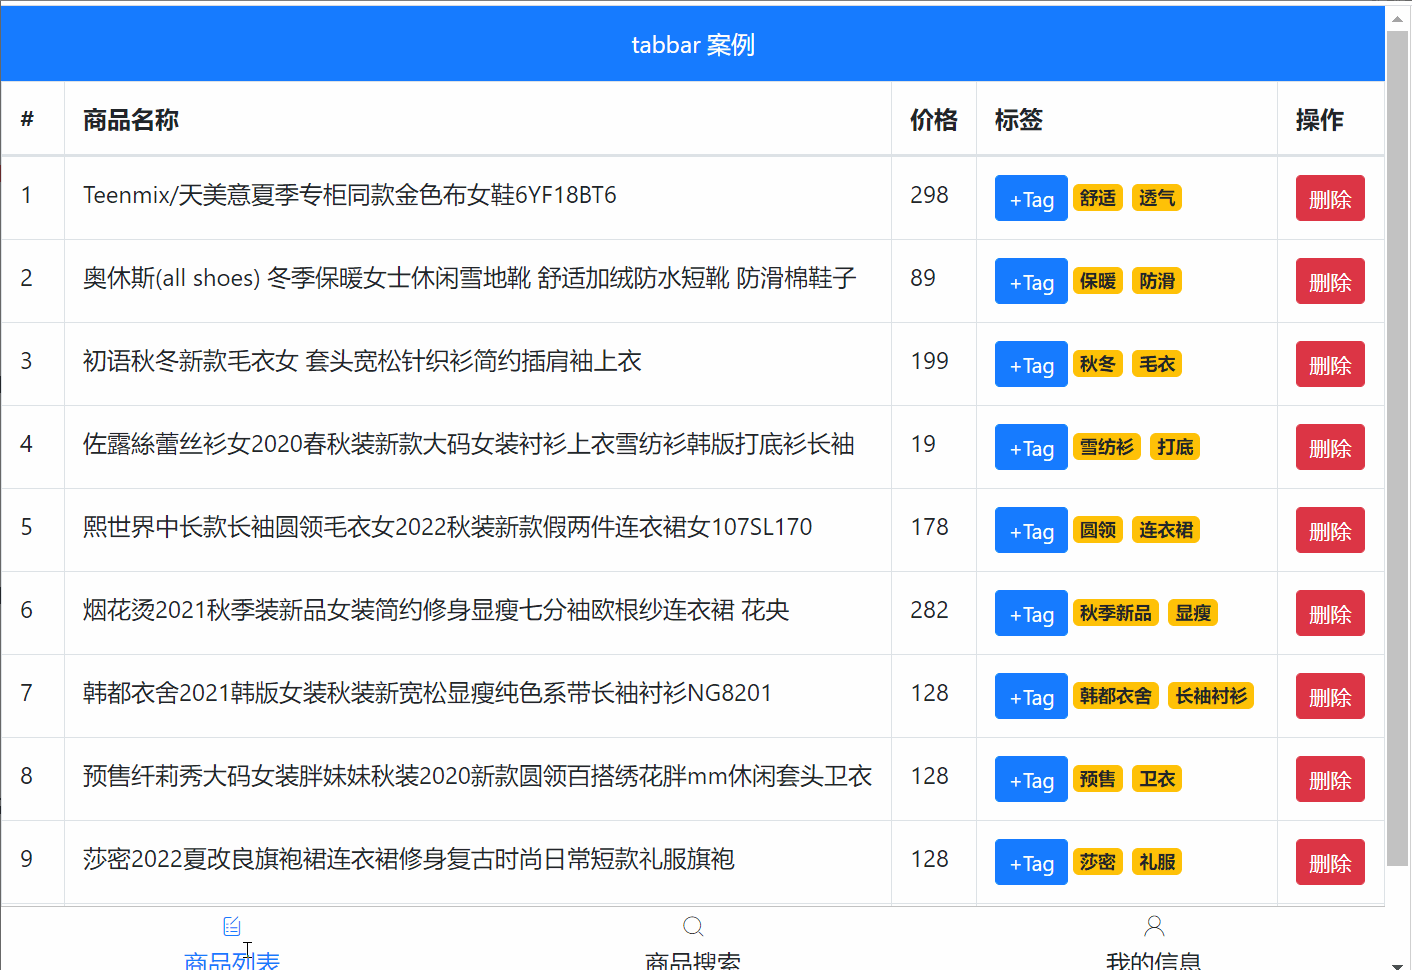 tabbar 案例
# 商品名称 价格 标签 操作
1 Teenmix/天美意夏季专柜同款金色布女鞋6YF18BT6 298 +Tag 舒适 透气 删除
2 奥休斯(all shoes) 冬季保暖女士休闲雪地靴 舒适加绒防水短靴 防滑棉鞋子 89 +Tag 保暖 防滑 删除
3 初语秋冬新款毛衣女 套头宽松针织衫简约插肩袖上衣 199 +Tag 秋冬 毛衣 删除
4 佐露絲蕾丝衫女2020春秋装新款大码女装衬衫上衣雪纺衫韩版打底衫长袖 19 +Tag 雪纺衫 打底 删除
5 熙世界中长款长袖圆领毛衣女2022秋装新款假两件连衣裙女107SL170 178 +Tag 圆领 连衣裙 删除
6 烟花烫2021秋季装新品女装简约修身显瘦七分袖欧根纱连衣裙 花央 282 +Tag 秋季新品 显瘦 删除
7 韩都衣舍2021韩版女装秋装新宽松显瘦纯色系带长袖衬衫NG8201 128 +Tag 韩都衣舍 长袖衬衫 删除
8 预售纤莉秀大码女装胖妹妹秋装2020新款圆领百搭绣花胖mm休闲套头卫衣 128 +Tag 预售 卫衣 删除
9 莎密2022夏改良旗袍裙连衣裙修身复古时尚日常短款礼服旗袍 128 +Tag 莎密 礼服 删除
商品列表 商品搜索 我的信息